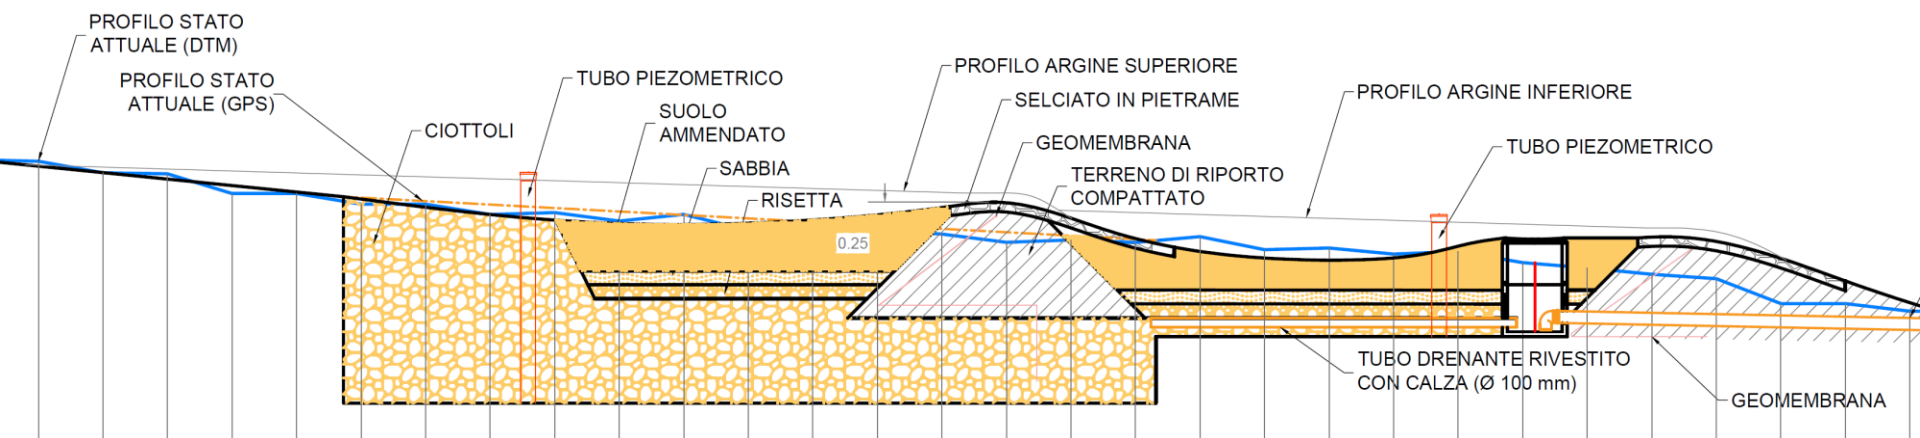 PROFILO STATO
ATTUALE (DTM)
PROFILO STATO
ATTUALE (GPS)
CIOTTOLI
TUBO PIEZOMETRICO
SUOLO
AMMENDATO
SABBIA
RISETTA
0.25
PROFILO ARGINE SUPERIORE
SELCIATO IN PIETRAME
GEOMEMBRANA
TERRENO DI RIPORTO
COMPATTATO
PROFILO ARGINE INFERIORE
TUBO PIEZOMETRICO
TUBO DRENANTE RIVESTITO
CON CALZA (Ø 100 mm)
GEOMEMBRANA